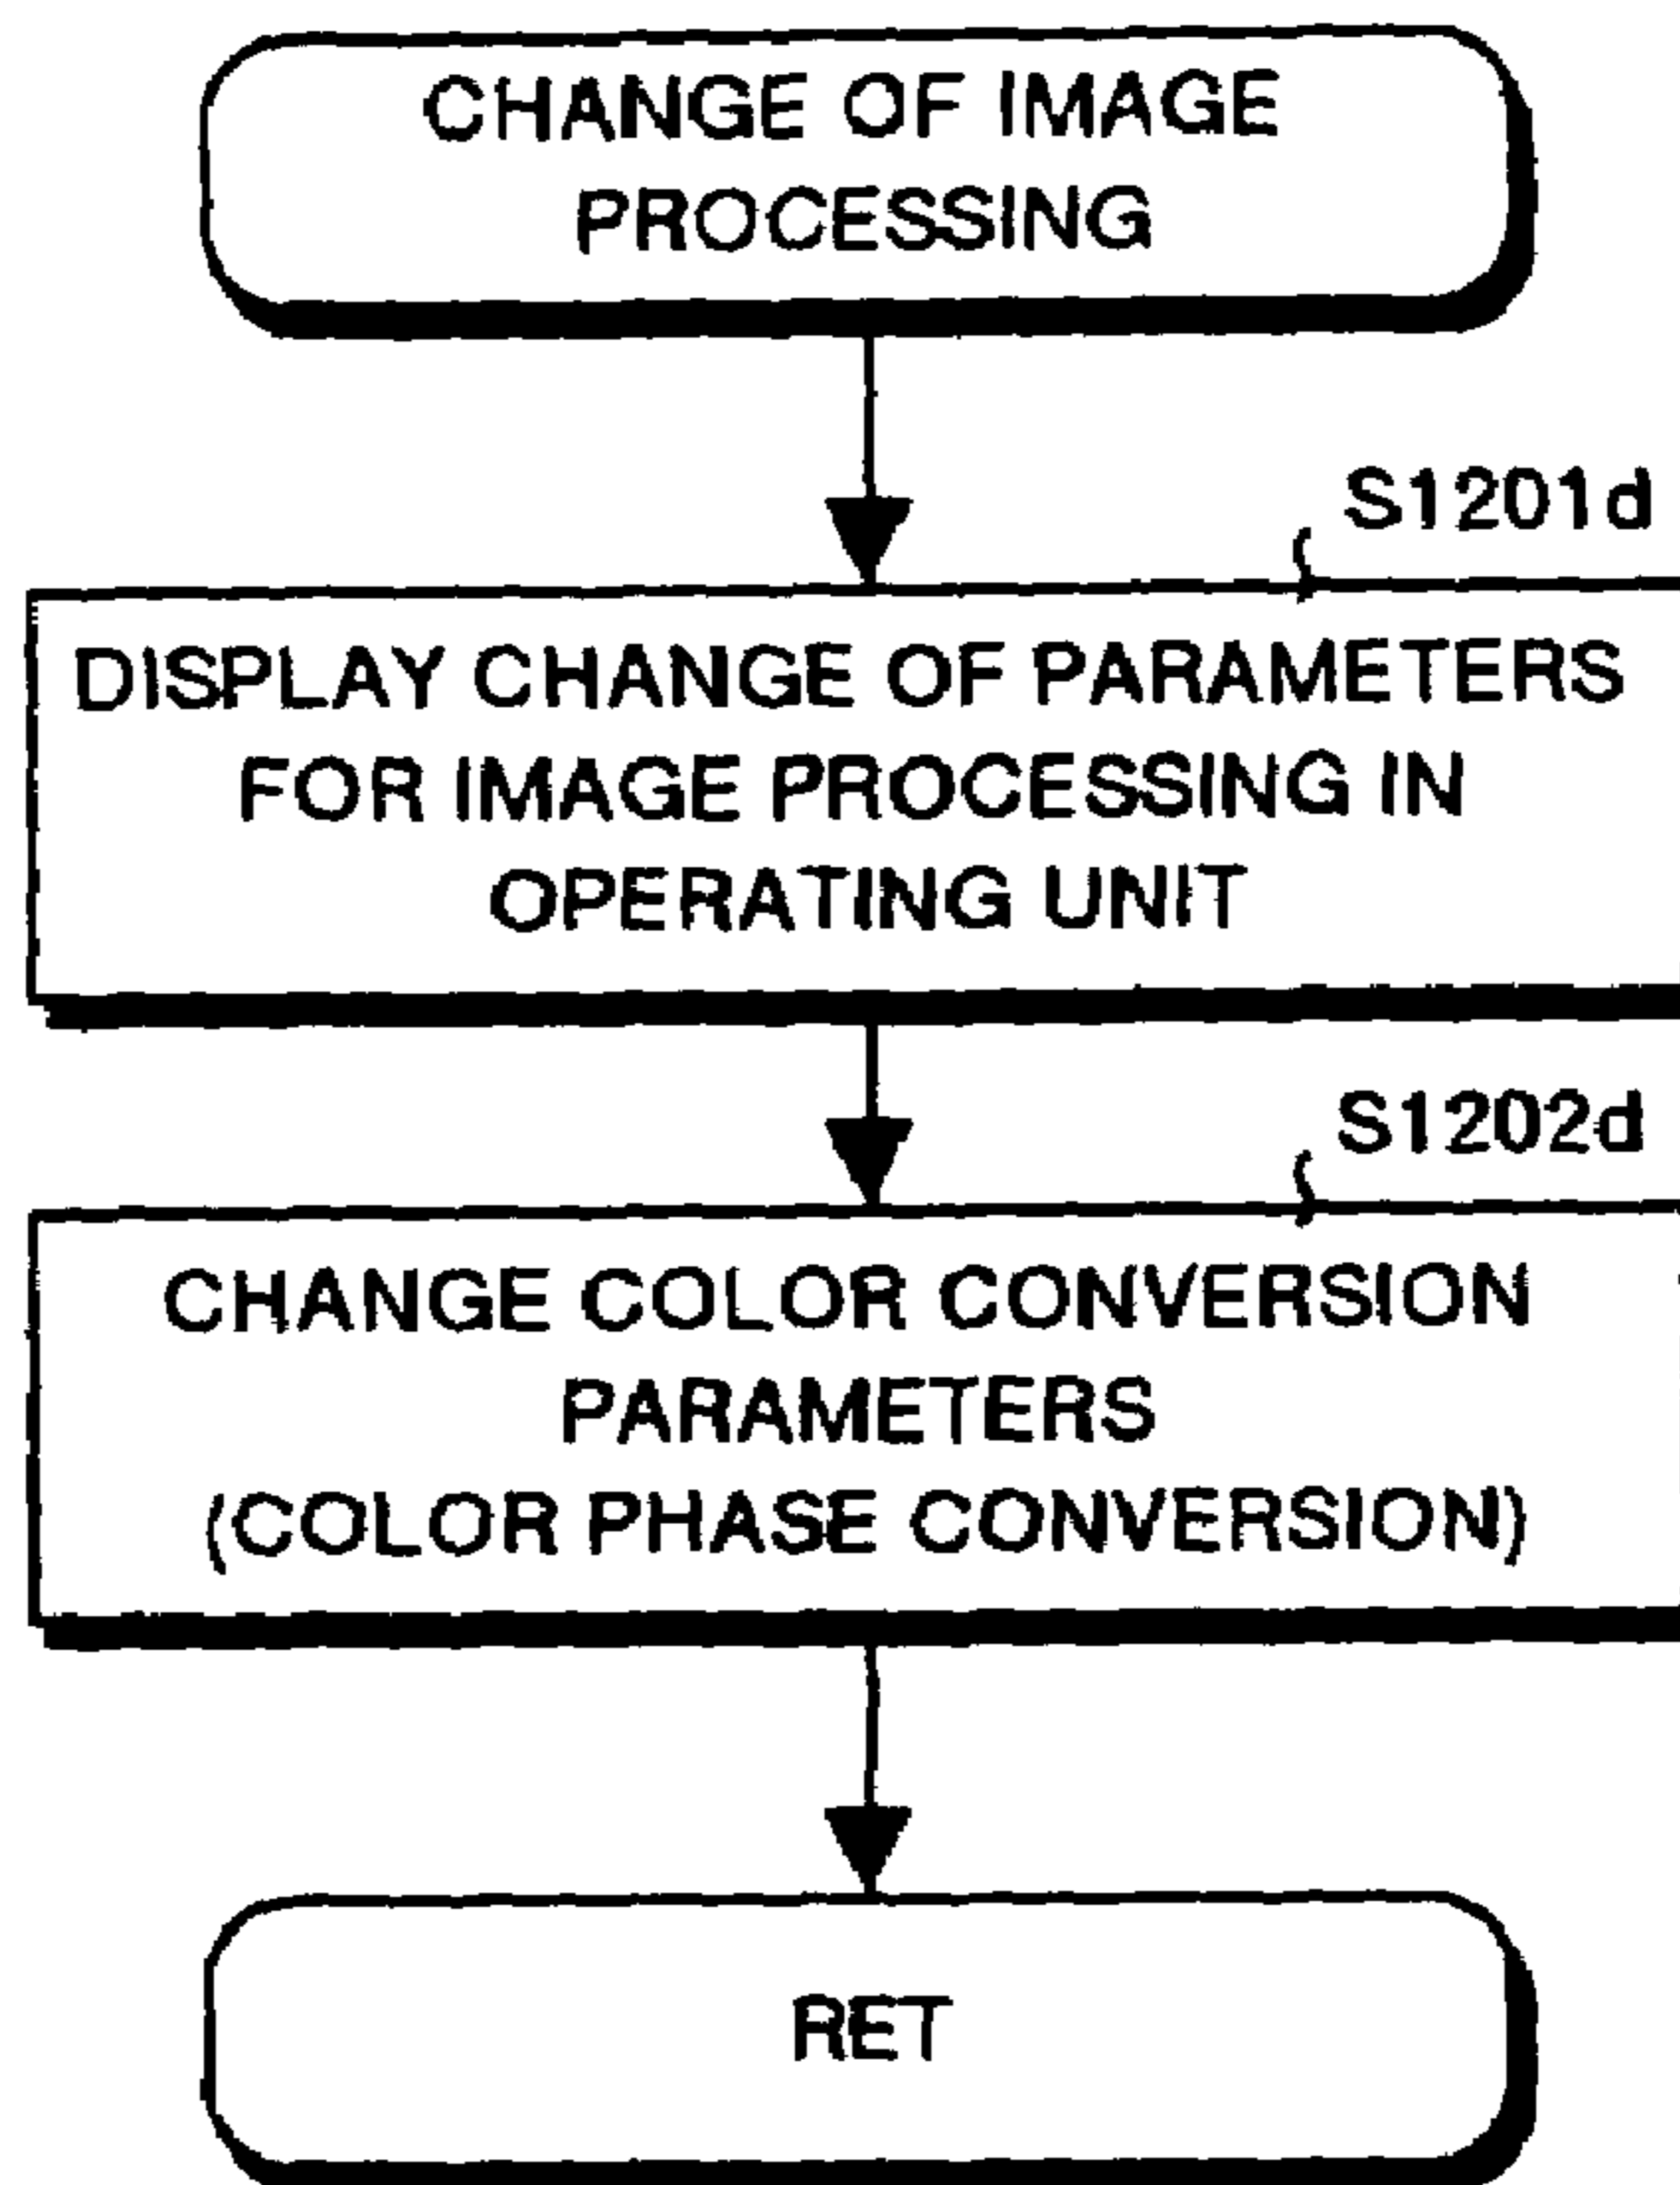 CHANGE OF IMAGE
PROCESSING
S1201d
DISPLAY CHANGE OF PARAMETERS
FOR IMAGE PROCESSING IN
OPERATING UNIT
S1202d
CHANGE COLOR CONVERSION
PARAMETERS
(COLOR PHASE CONVERSION)
RET